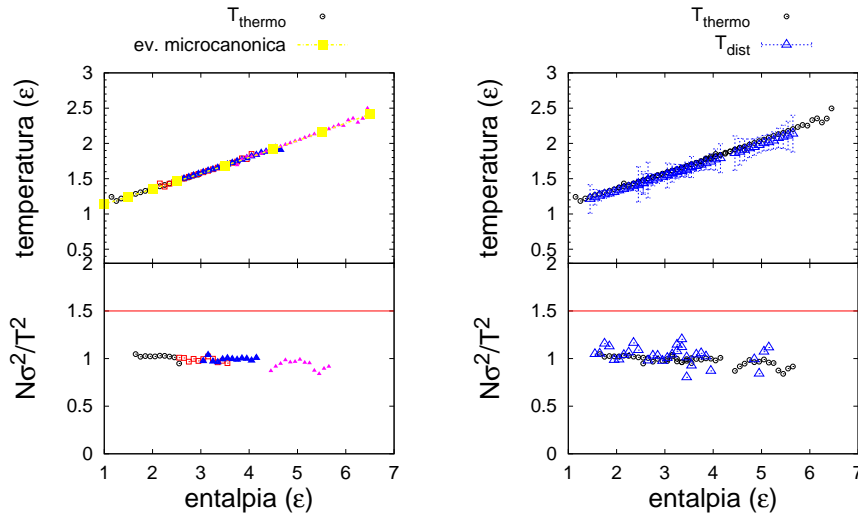 T_thermo
ev. microcanonica
temperatura (ε)
3
2.5
2
1.5
1
0.5
2
Nσ²/T²
1.5
1
0.5
0
1 2 3 4 5 6 7
entalpia (ε)
T_thermo
T_dist
temperatura (ε)
3
2.5
2
1.5
1
0.5
2
Nσ²/T²
1.5
1
0.5
0
1 2 3 4 5 6 7
entalpia (ε)